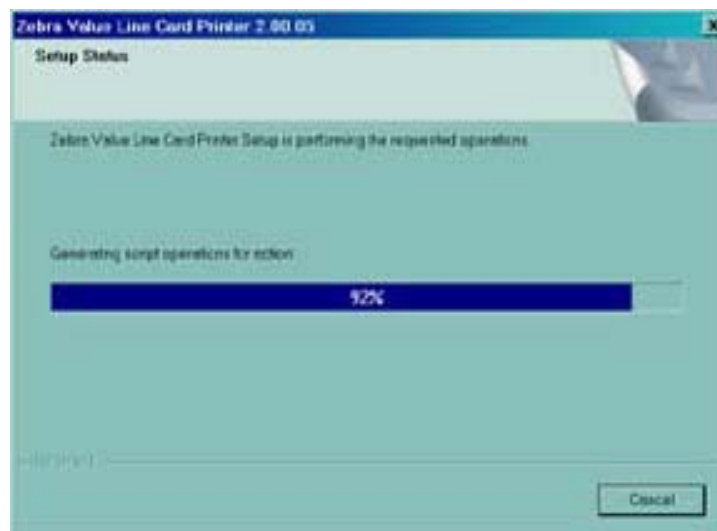 Zebra Value Line Card Printer 2.00.05
Setup Status
Zebra Value Line Card Printer Setup is performing the requested operations.
Generating script operations for action:
92%
Cancel